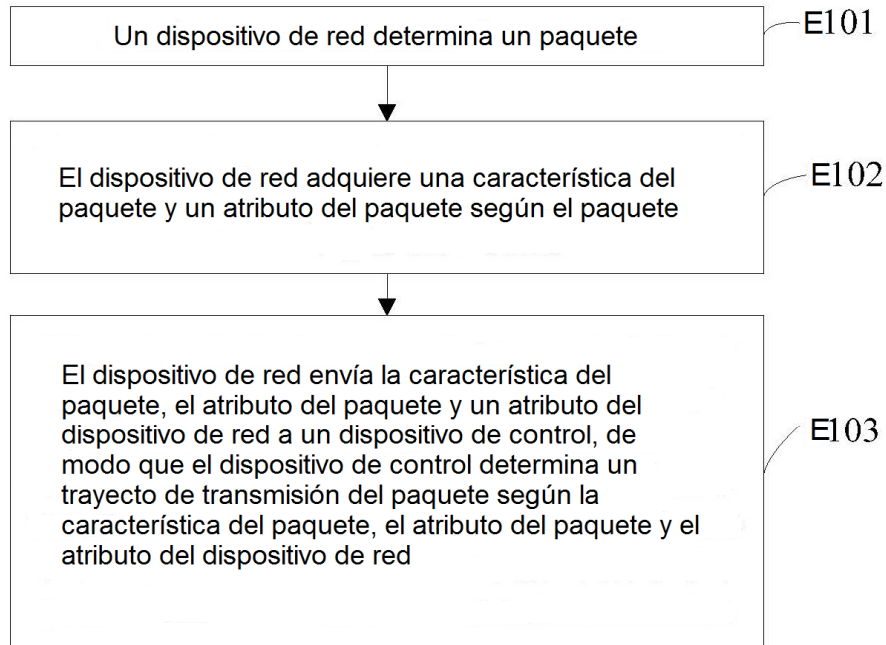 Un dispositivo de red determina un paquete
E101
El dispositivo de red adquiere una característica del
paquete y un atributo del paquete según el paquete
E102
El dispositivo de red envía la característica del
paquete, el atributo del paquete y un atributo del
dispositivo de red a un dispositivo de control, de
modo que el dispositivo de control determina un
trayecto de transmisión del paquete según la
característica del paquete, el atributo del paquete y el
atributo del dispositivo de red
E103